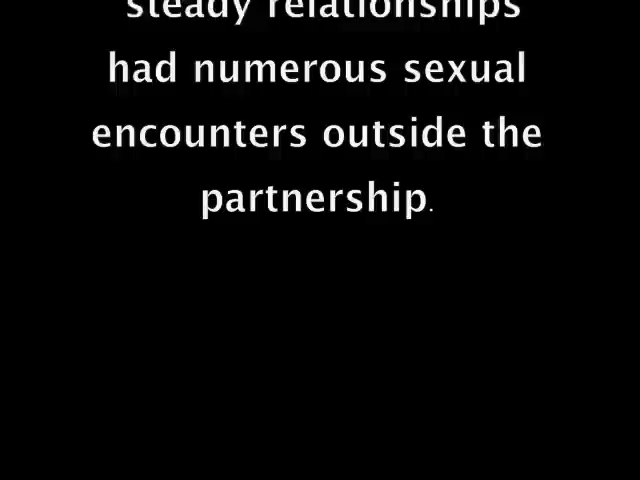 steady relationships
had numerous sexual
encounters outside the
partnership.